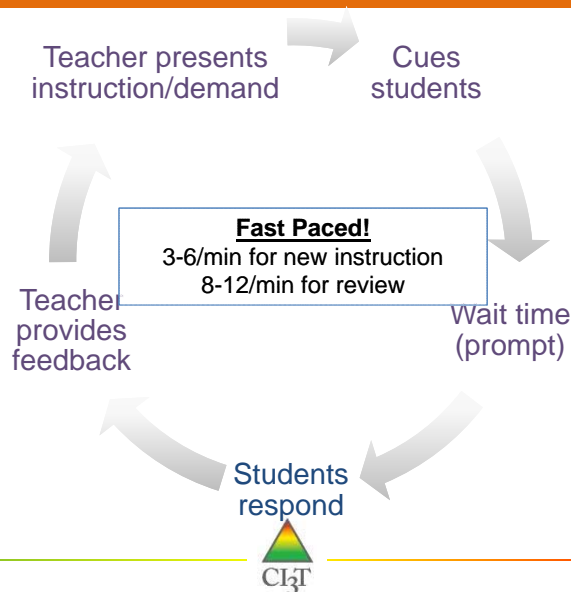 Teacher presents
instruction/demand
Cues
students
Fast Paced!
3-6/min for new instruction
8-12/min for review
Wait time
(prompt)
Students
respond
Teacher
provides
feedback
CI3T